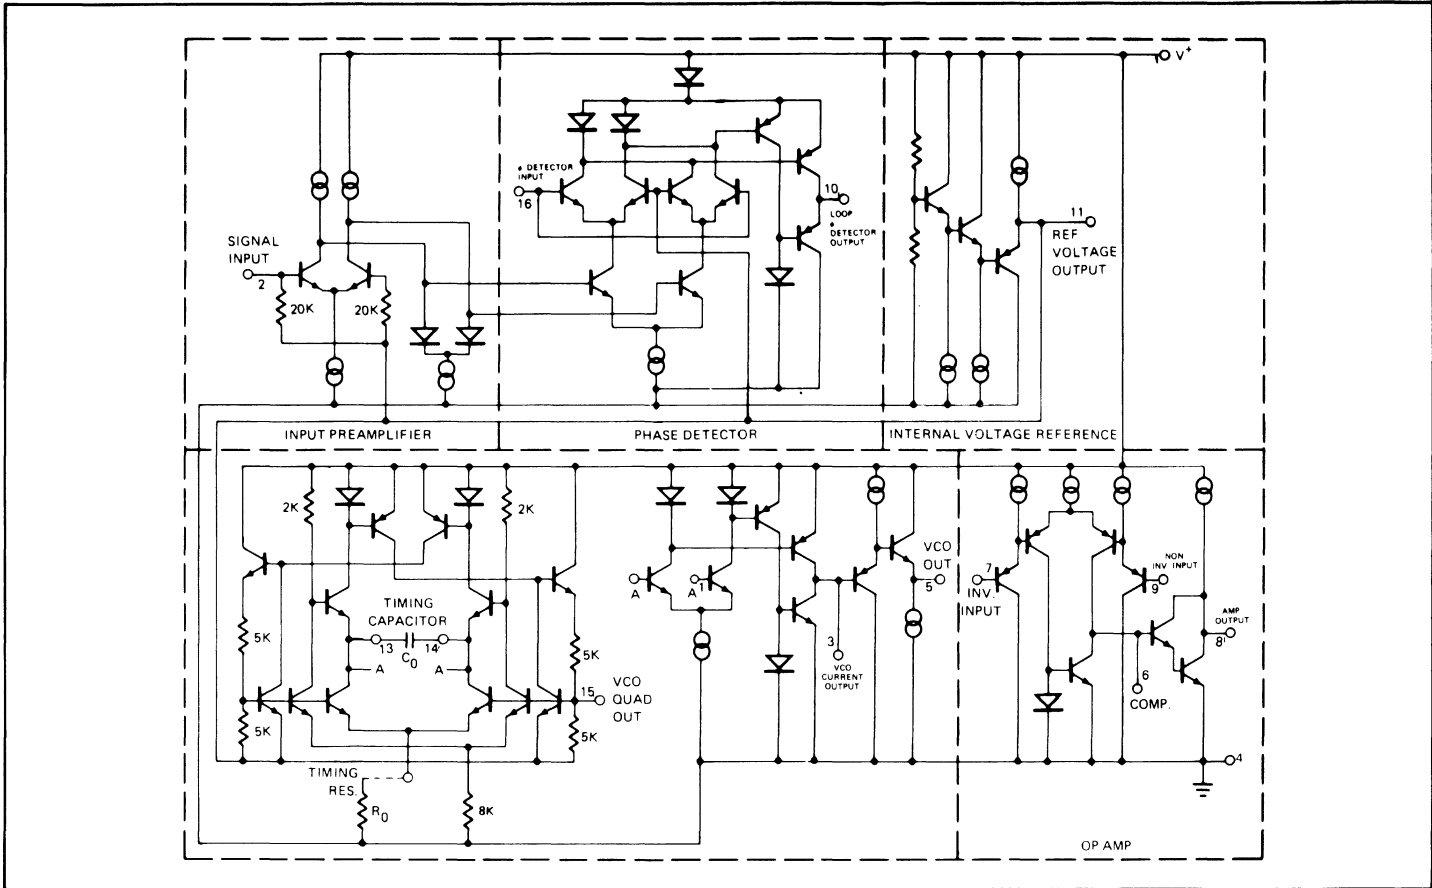 V+
ϕ DETECTOR
INPUT
16
10
LOOP
ϕ
DETECTOR
OUTPUT
11
REF
VOLTAGE
OUTPUT
SIGNAL
INPUT
2
20K
20K
INPUT PREAMPLIFIER
PHASE DETECTOR
INTERNAL VOLTAGE REFERENCE
2K
2K
5K
5K
TIMING
CAPACITOR
13
C0
14
A
A
5K
5K
15
VCO
QUAD
OUT
TIMING
RES.
R0
8K
A
A1
3
VCO
CURRENT
OUTPUT
VCO
OUT
5
7
INV.
INPUT
NON
INV INPUT
9
AMP
OUTPUT
8
6
COMP.
4
OP AMP